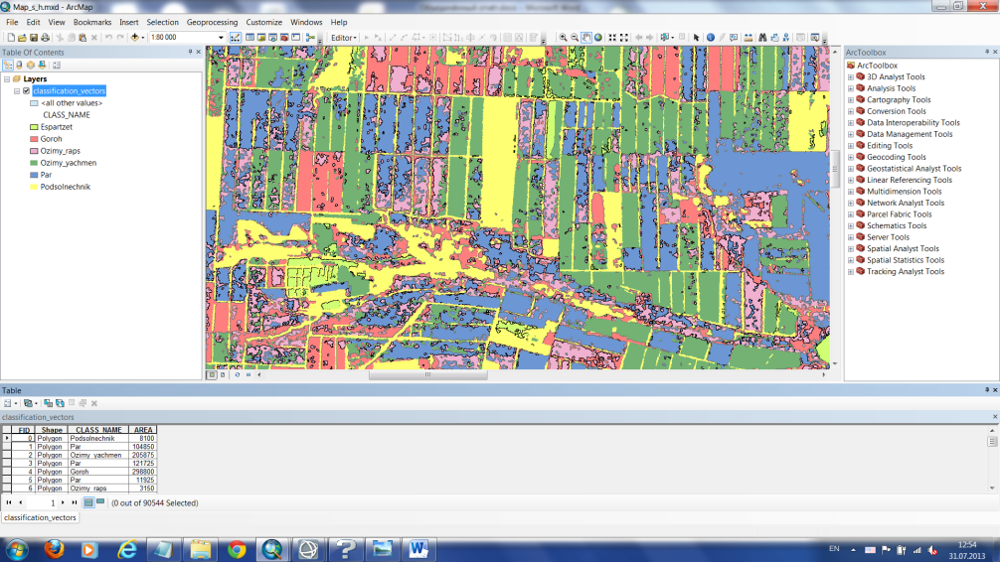 Map_s_h.mxd - ArcMap
File Edit View Bookmarks Insert Selection Geoprocessing Customize Windows Help
1:80 000
Editor
Table Of Contents
Layers
classification_vectors
<all other values>
CLASS_NAME
Espartzet
Goroh
Ozimy_raps
Ozimy_yachmen
Par
Podsolnechnik
ArcToolbox
ArcToolbox
3D Analyst Tools
Analysis Tools
Cartography Tools
Conversion Tools
Data Interoperability Tools
Data Management Tools
Editing Tools
Geocoding Tools
Geostatistical Analyst Tools
Linear Referencing Tools
Multidimension Tools
Network Analyst Tools
Parcel Fabric Tools
Schematics Tools
Server Tools
Spatial Analyst Tools
Spatial Statistics Tools
Tracking Analyst Tools
Table
classification_vectors
FID Shape CLASS_NAME AREA
0 Polygon Podsolnechnik 8100
1 Polygon Par 104850
2 Polygon Ozimy_yachmen 205875
3 Polygon Par 121725
4 Polygon Goroh 298800
5 Polygon Par 11925
6 Polygon Ozimy_raps 3150
1 (0 out of 90544 Selected)
classification_vectors
EN
12:54
31.07.2013